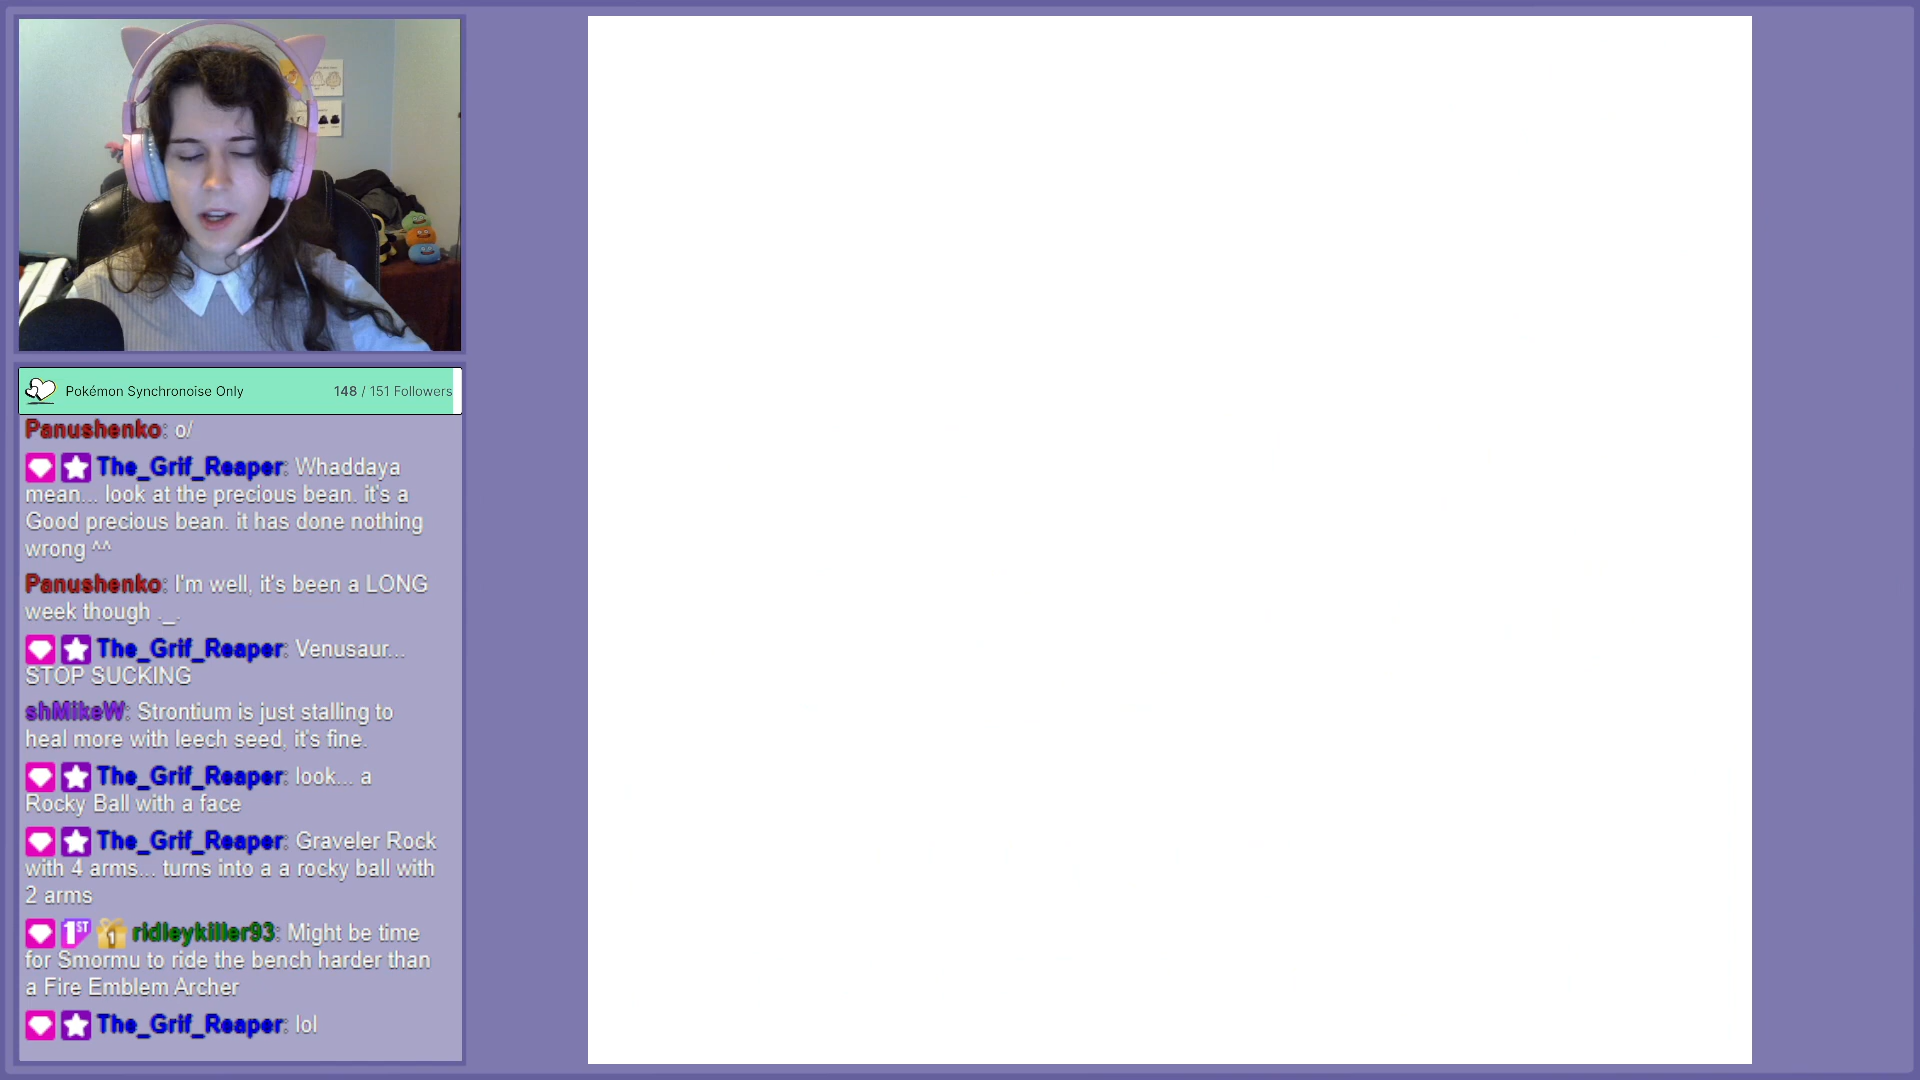 Pokémon Synchronoise Only 148 / 151 Followers
Panushenko: o/
The_Grif_Reaper: Whaddaya
mean... look at the precious bean. it's a
Good precious bean. it has done nothing
wrong ^^
Panushenko: I'm well, it's been a LONG
week though ._.
The_Grif_Reaper: Venusaur...
STOP SUCKING
shMikeW: Strontium is just stalling to
heal more with leech seed, it's fine.
The_Grif_Reaper: look... a
Rocky Ball with a face
The_Grif_Reaper: Graveler Rock
with 4 arms... turns into a a rocky ball with
2 arms
1ST 1 ridleykiller93: Might be time
for Smormu to ride the bench harder than
a Fire Emblem Archer
The_Grif_Reaper: lol